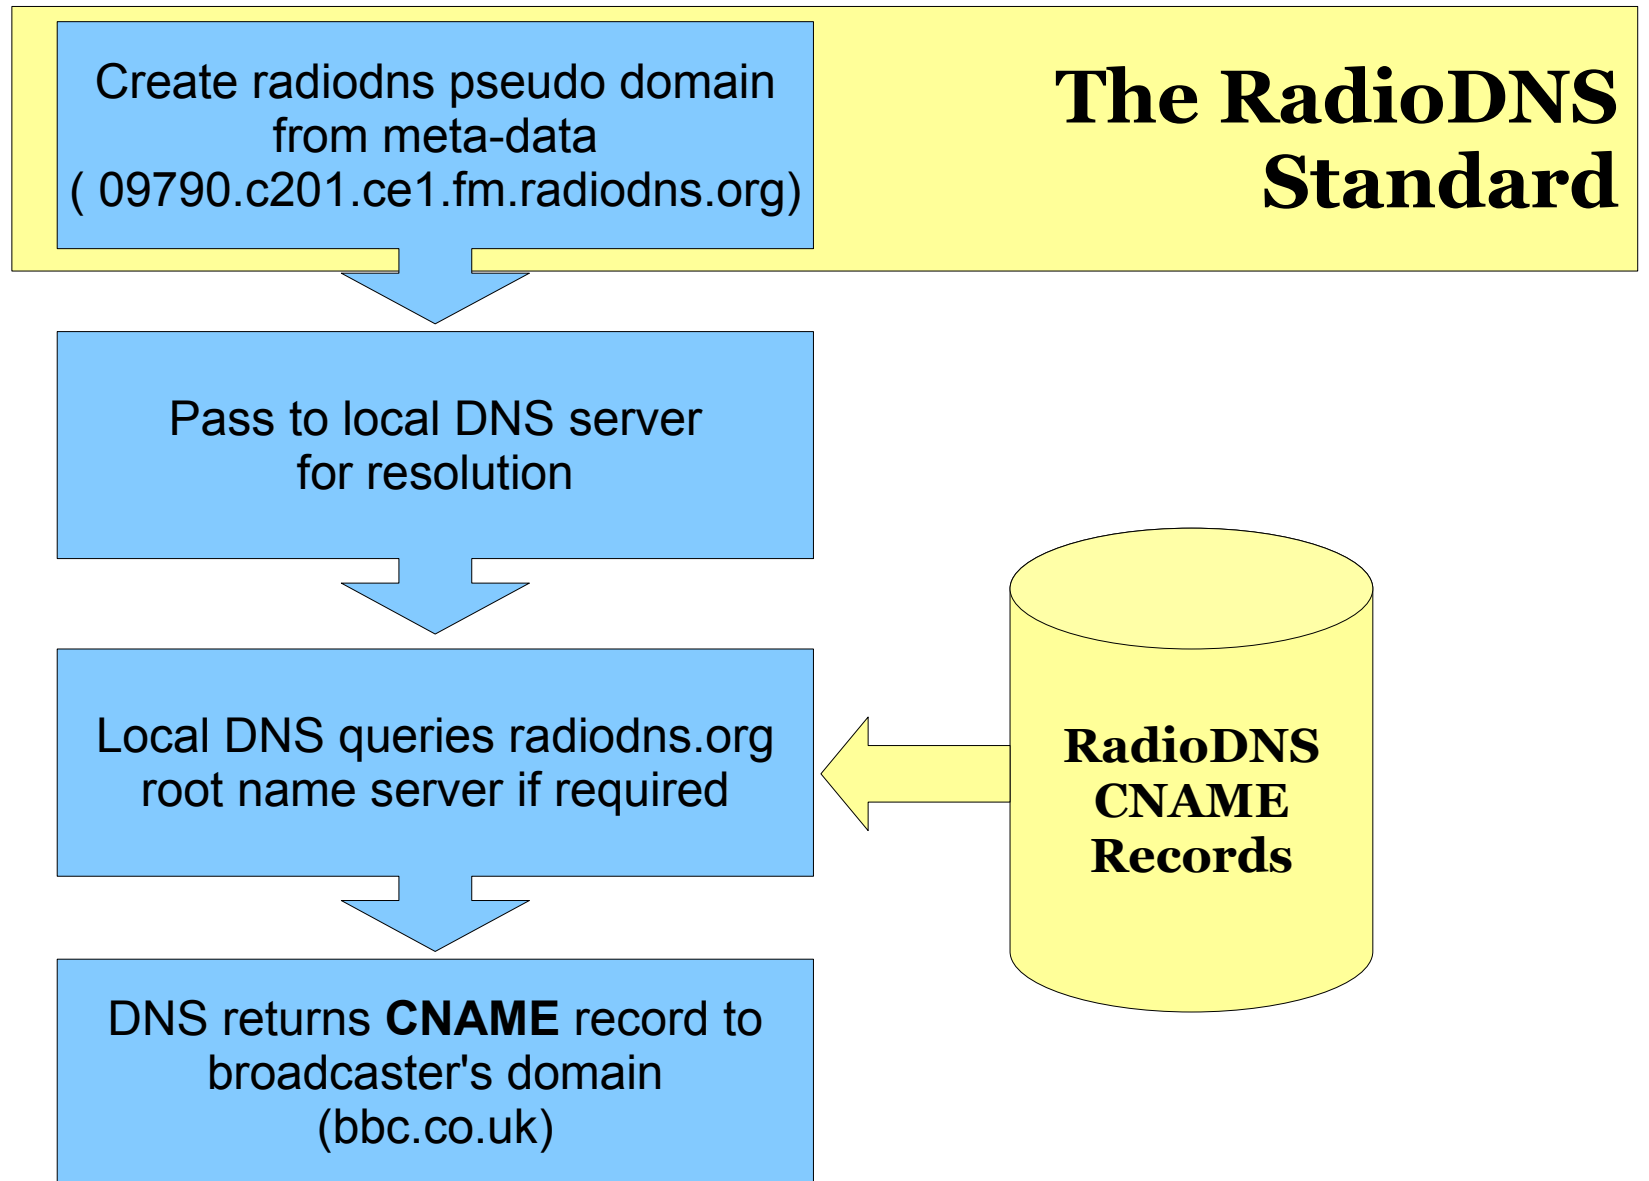 Create radiodns pseudo domain
from meta-data
( 09790.c201.ce1.fm.radiodns.org)
The RadioDNS
Standard
Pass to local DNS server
for resolution
Local DNS queries radiodns.org
root name server if required
RadioDNS
CNAME
Records
DNS returns CNAME record to
broadcaster's domain
(bbc.co.uk)